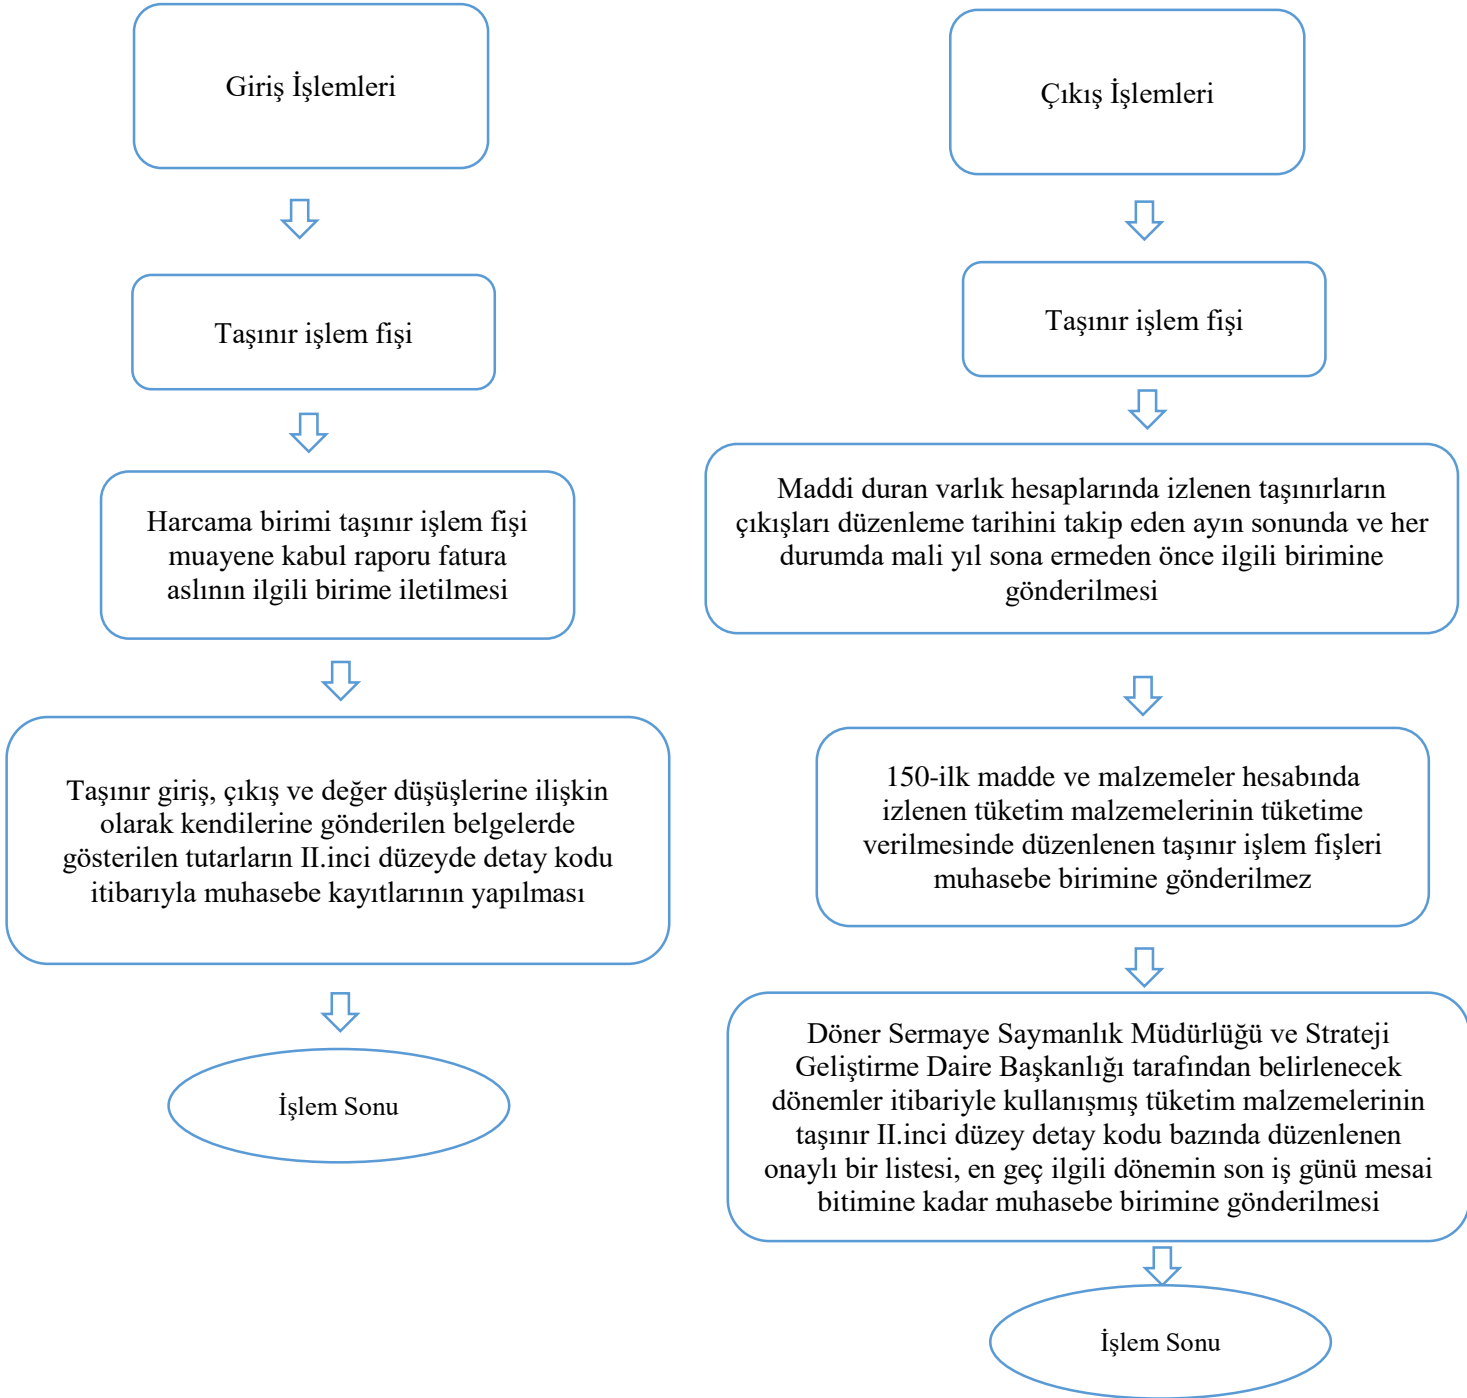 Giriş İşlemleri
Taşınır işlem fişi
Harcama birimi taşınır işlem fişi
muayene kabul raporu fatura
aslının ilgili birime iletilmesi
Taşınır giriş, çıkış ve değer düşüşlerine ilişkin
olarak kendilerine gönderilen belgelerde
gösterilen tutarların II.inci düzeyde detay kodu
itibarıyla muhasebe kayıtlarının yapılması
İşlem Sonu
Çıkış İşlemleri
Taşınır işlem fişi
Maddi duran varlık hesaplarında izlenen taşınırların
çıkışları düzenleme tarihini takip eden ayın sonunda ve her
durumda mali yıl sona ermeden önce ilgili birimine
gönderilmesi
150-ilk madde ve malzemeler hesabında
izlenen tüketim malzemelerinin tüketime
verilmesinde düzenlenen taşınır işlem fişleri
muhasebe birimine gönderilmez
Döner Sermaye Saymanlık Müdürlüğü ve Strateji
Geliştirme Daire Başkanlığı tarafından belirlenecek
dönemler itibariyle kullanışmış tüketim malzemelerinin
taşınır II.inci düzey detay kodu bazında düzenlenen
onaylı bir listesi, en geç ilgili dönemin son iş günü mesai
bitimine kadar muhasebe birimine gönderilmesi
İşlem Sonu